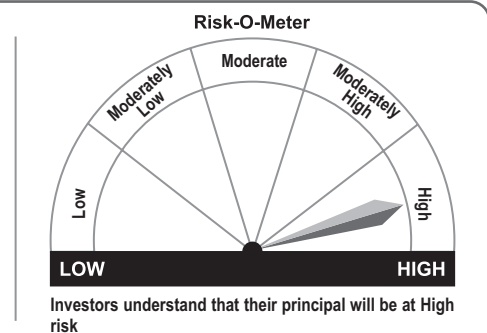 Risk-O-Meter
Low
Moderately
Low
Moderate
Moderately
High
High
LOW
HIGH
Investors understand that their principal will be at High
risk